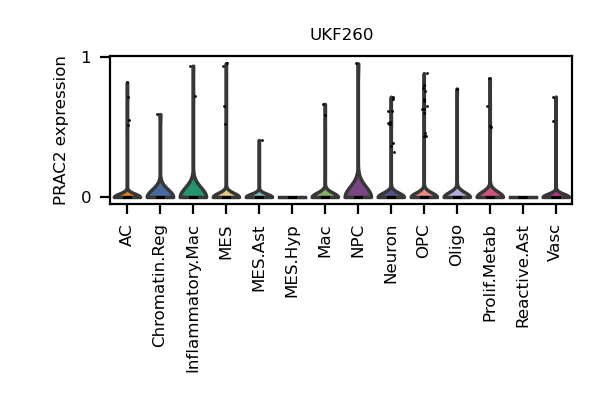 UKF260
PRAC2 expression
1
0
AC
Chromatin.Reg
Inflammatory.Mac
MES
MES.Ast
MES.Hyp
Mac
NPC
Neuron
OPC
Oligo
Prolif.Metab
Reactive.Ast
Vasc